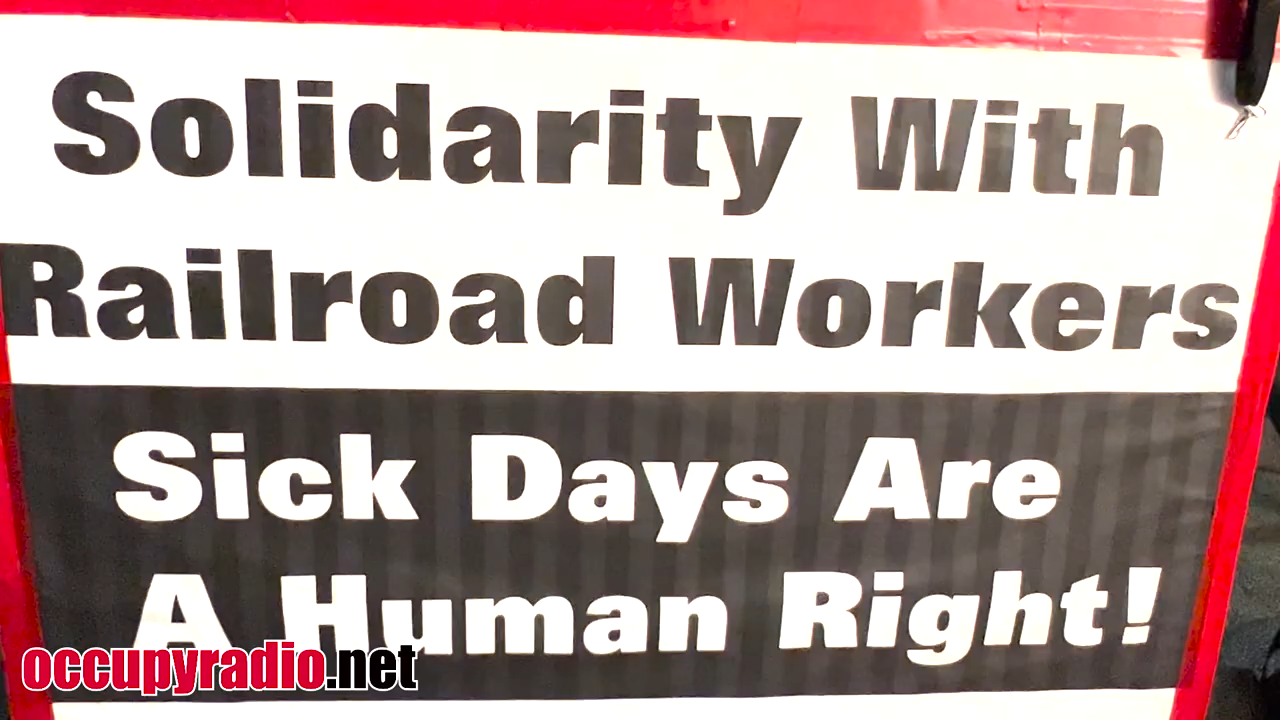 Solidarity With
Railroad Workers
Sick Days Are
A Human Right!
occupyradio.net